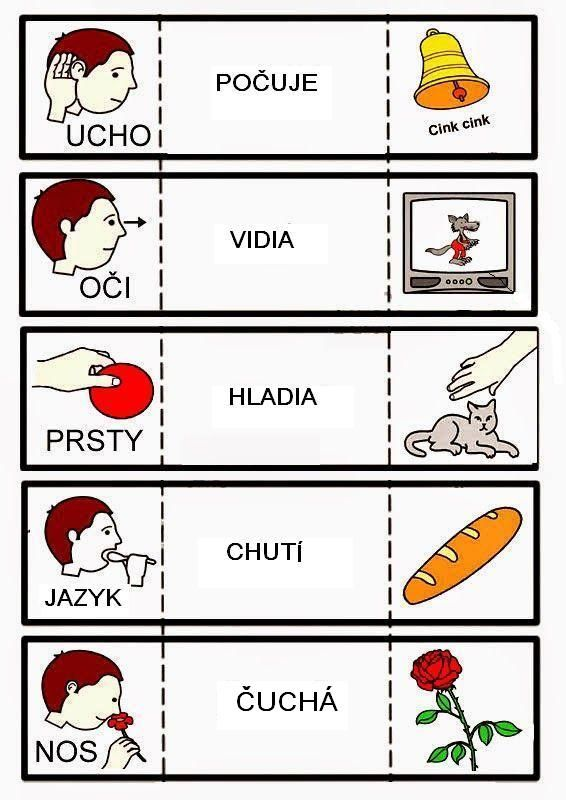 UCHO
POČUJE
Cink cink
OČI
VIDIA
PRSTY
HLADIA
JAZYK
CHUTÍ
NOS
ČUCHÁ